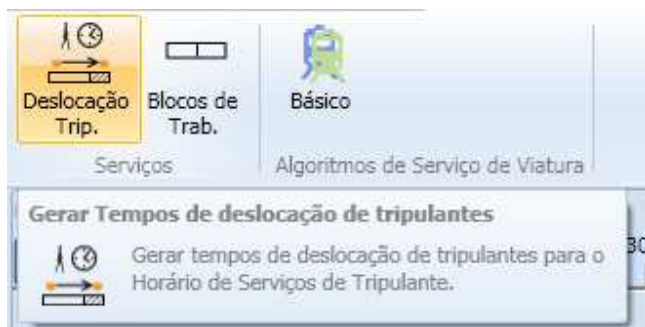 Deslocação
Trip.
Blocos de
Trab.
Básico
Serviços
Algoritmos de Serviço de Viatura
Gerar Tempos de deslocação de tripulantes
Gerar tempos de deslocação de tripulantes para o
Horário de Serviços de Tripulante.